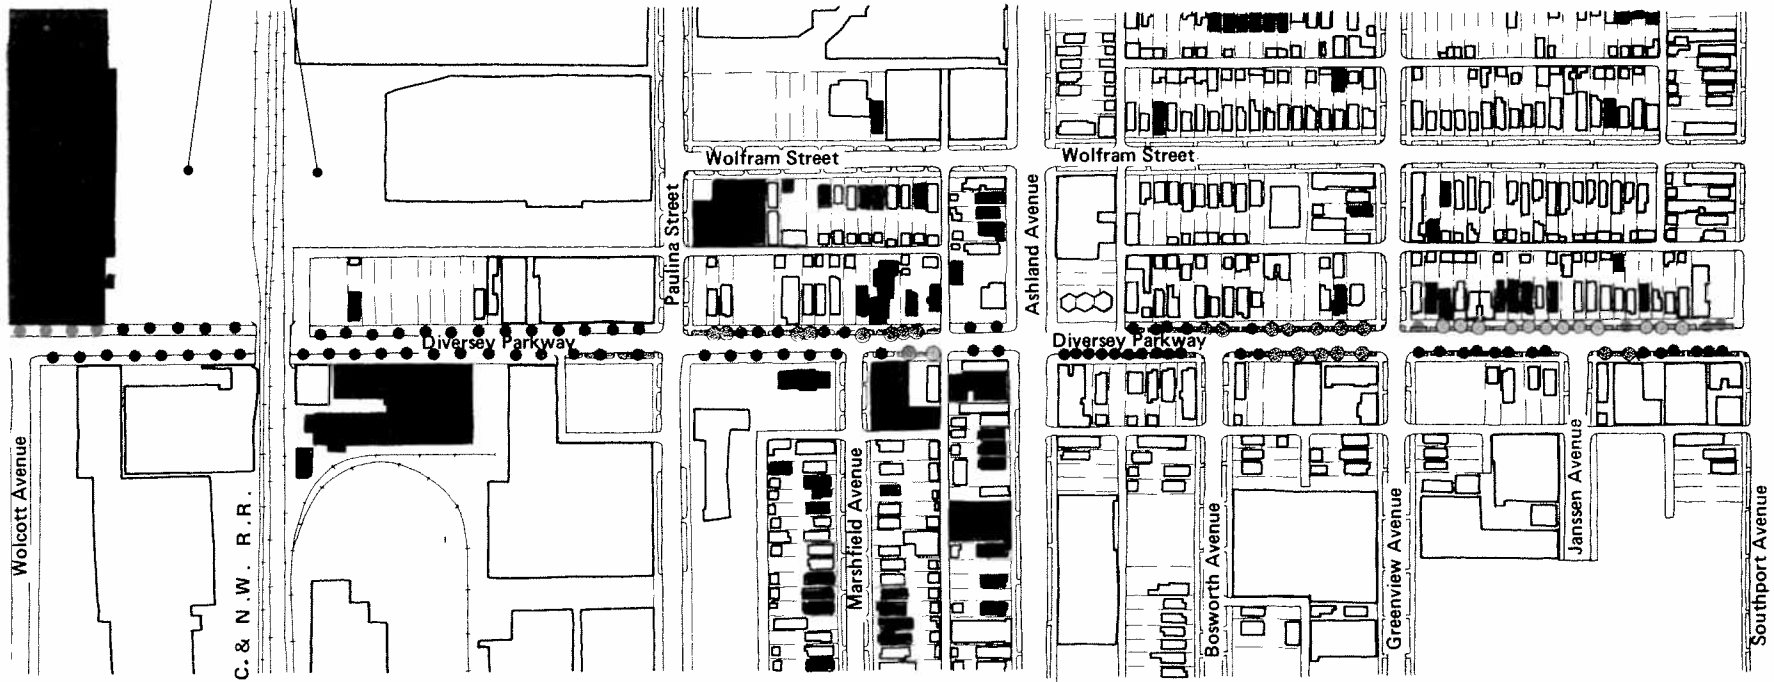 Wolfram Street
Wolfram Street
Paulina Street
Ashland Avenue
Diversey Parkway
Diversey Parkway
Wolcott Avenue
C. & N.W. R.R.
Marshfield Avenue
Bosworth Avenue
Greenview Avenue
Janssen Avenue
Southport Avenue